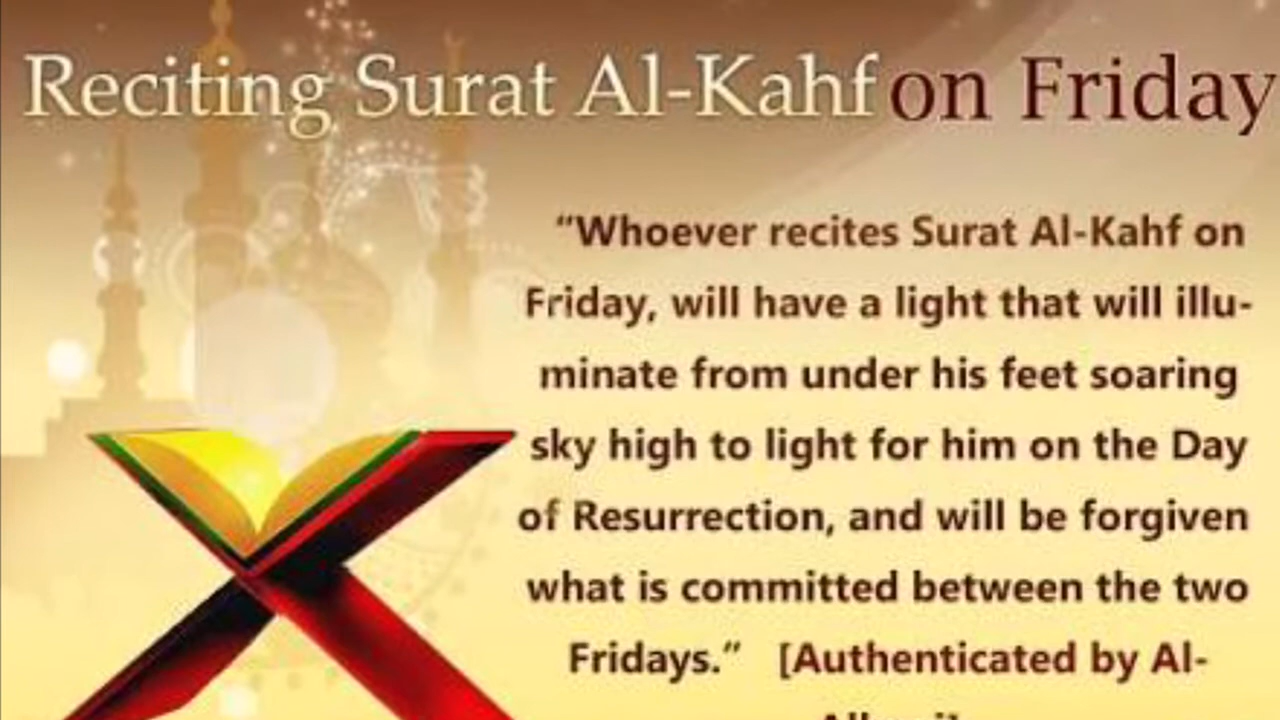 Reciting Surat Al-Kahf on Friday
“Whoever recites Surat Al-Kahf on
Friday, will have a light that will illu-
minate from under his feet soaring
sky high to light for him on the Day
of Resurrection, and will be forgiven
what is committed between the two
Fridays.” [Authenticated by Al-